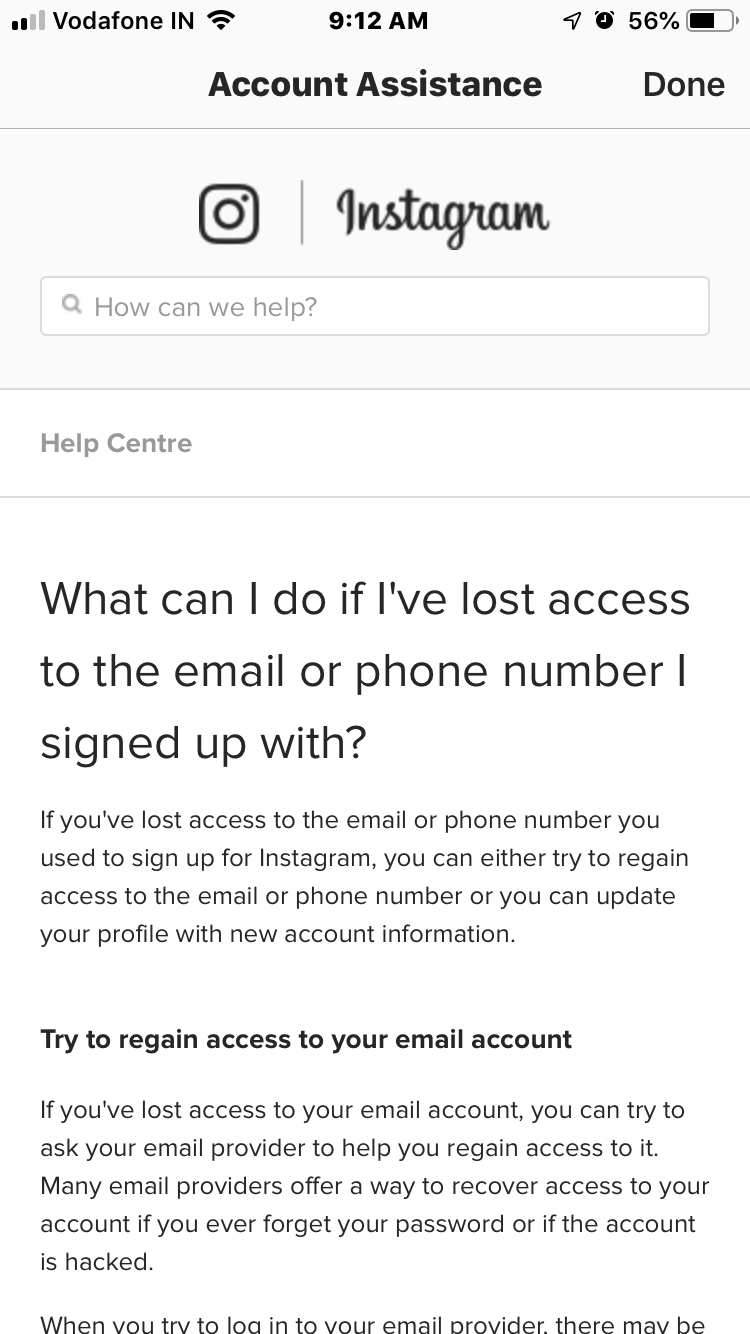 Vodafone IN 9:12 AM 56%
Account Assistance Done
Instagram
How can we help?
Help Centre
What can I do if I've lost access
to the email or phone number I
signed up with?
If you've lost access to the email or phone number you
used to sign up for Instagram, you can either try to regain
access to the email or phone number or you can update
your profile with new account information.
Try to regain access to your email account
If you've lost access to your email account, you can try to
ask your email provider to help you regain access to it.
Many email providers offer a way to recover access to your
account if you ever forget your password or if the account
is hacked.
When you try to log in to your email provider, there may be